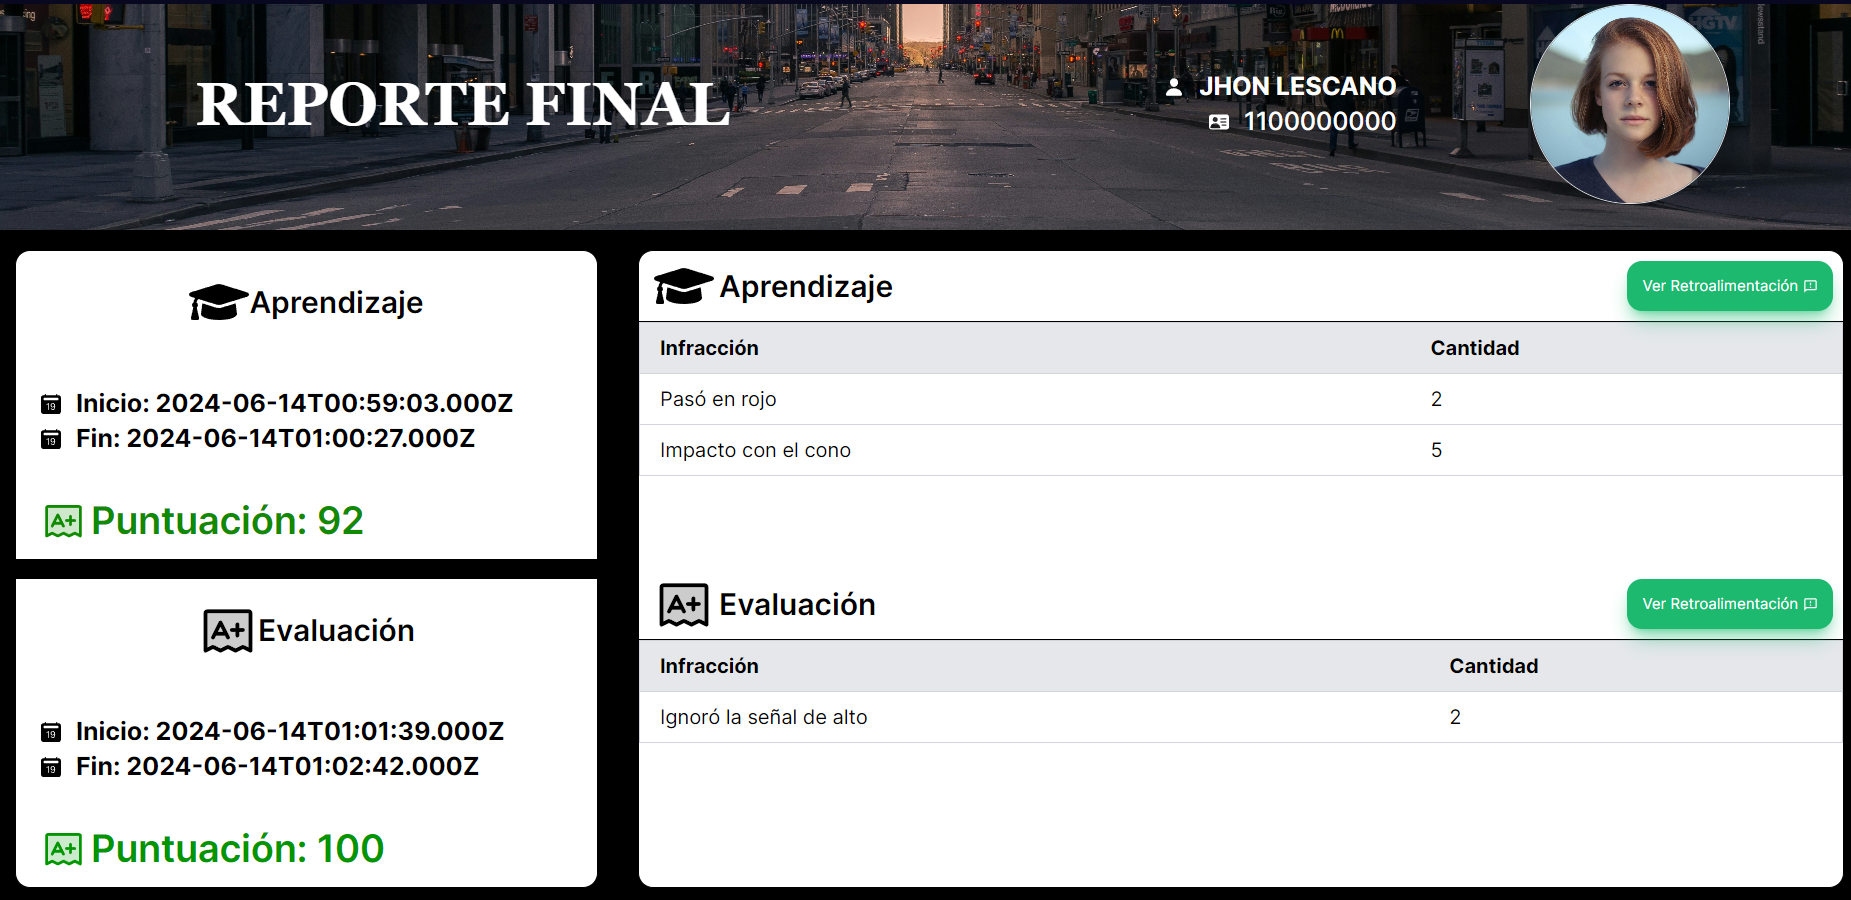 REPORTE FINAL
JHON LESCANO
1100000000
HGTV
Aprendizaje
Inicio: 2024-06-14T00:59:03.000Z
Fin: 2024-06-14T01:00:27.000Z
A+ Puntuación: 92
A+ Evaluación
Inicio: 2024-06-14T01:01:39.000Z
Fin: 2024-06-14T01:02:42.000Z
A+ Puntuación: 100
Aprendizaje
Ver Retroalimentación
Infracción Cantidad
Pasó en rojo 2
Impacto con el cono 5
A+ Evaluación
Ver Retroalimentación
Infracción Cantidad
Ignoró la señal de alto 2